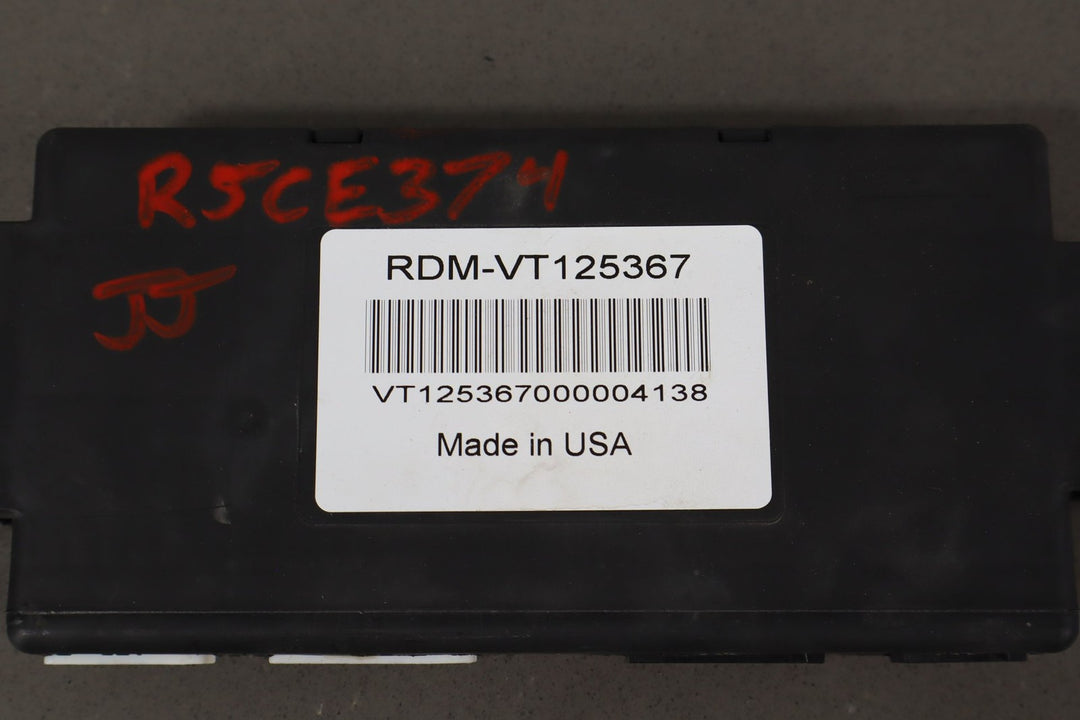 R5CE374
JJ
RDM-VT125367
VT125367000004138
Made in USA